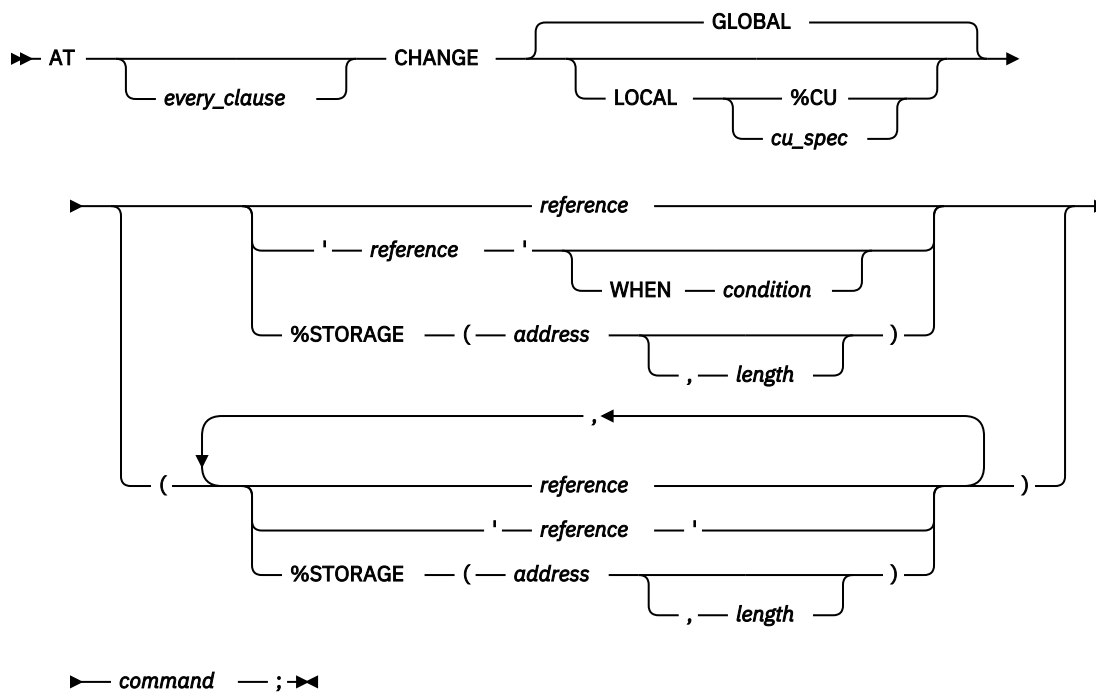 GLOBAL
AT CHANGE
every_clause LOCAL %CU
cu_spec
reference
' reference '
WHEN condition
%STORAGE ( address )
, length
,
( reference )
' reference '
%STORAGE ( address )
, length
command ;